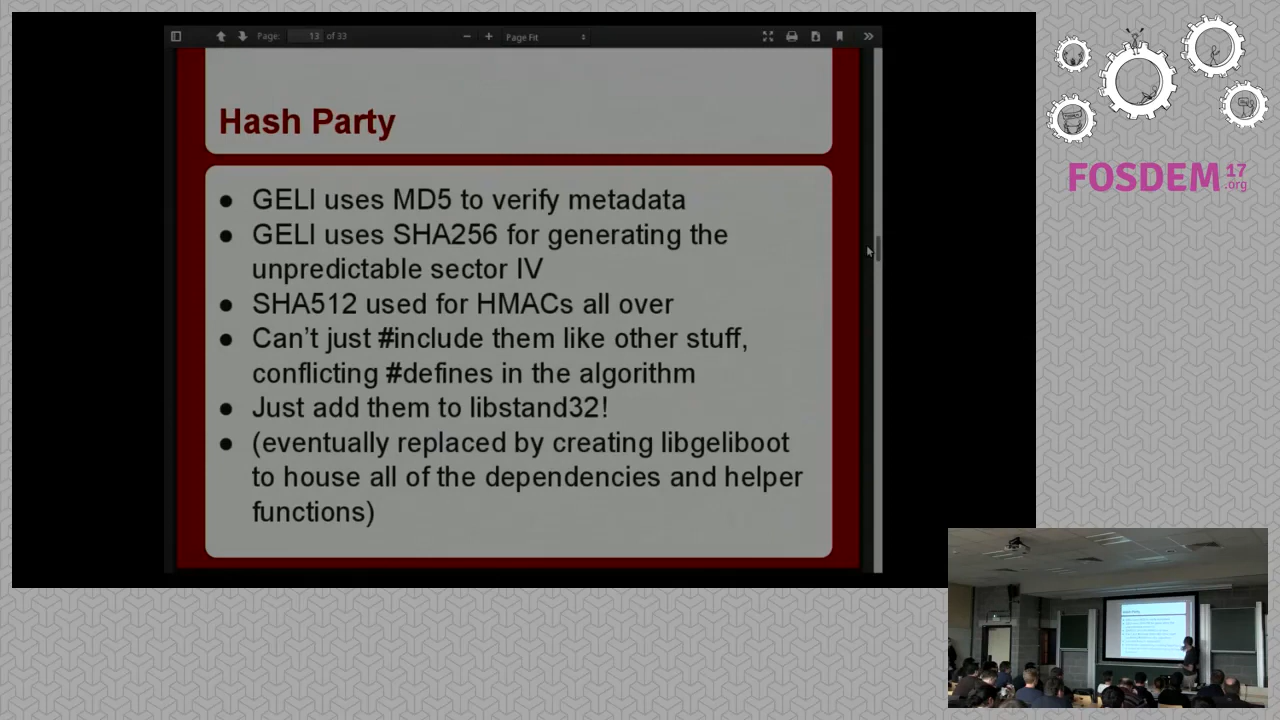 Page: 13 of 33 Page Fit
Hash Party
● GELI uses MD5 to verify metadata
● GELI uses SHA256 for generating the
unpredictable sector IV
● SHA512 used for HMACs all over
● Can't just #include them like other stuff,
conflicting #defines in the algorithm
● Just add them to libstand32!
● (eventually replaced by creating libgeliboot
to house all of the dependencies and helper
functions)
FOSDEM 17
.org
Hash Party